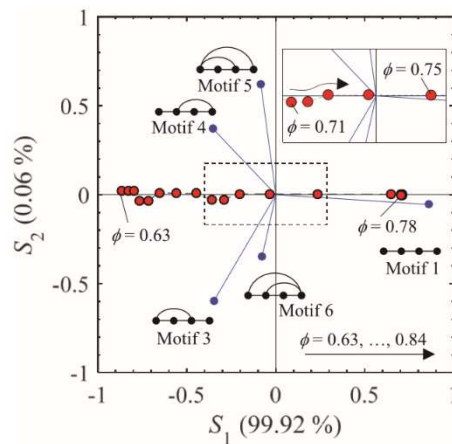 1
Motif 5
ϕ = 0.75
0.5
Motif 4
ϕ = 0.71
S2 (0.06 %)
0
ϕ = 0.63
ϕ = 0.78
Motif 1
-0.5
Motif 6
Motif 3
ϕ = 0.63, …, 0.84
-1
-1 -0.5 0 0.5 1
S1 (99.92 %)